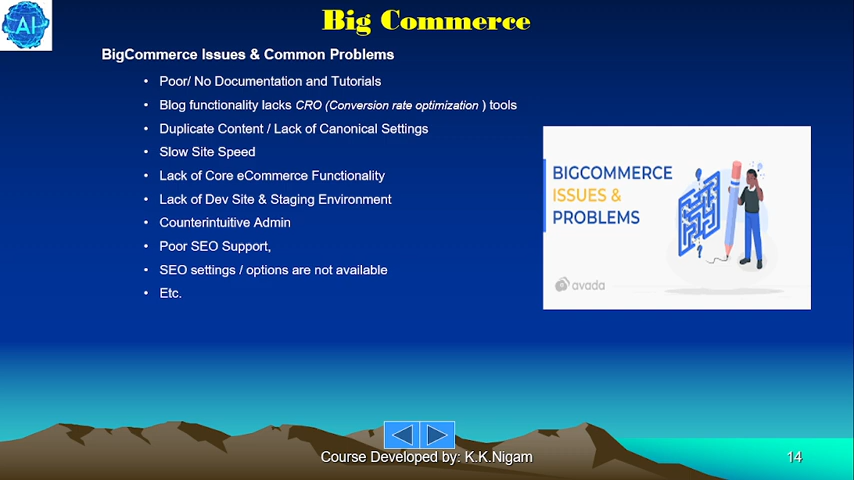 AI
Big Commerce
BigCommerce Issues & Common Problems
• Poor/ No Documentation and Tutorials
• Blog functionality lacks CRO (Conversion rate optimization ) tools
• Duplicate Content / Lack of Canonical Settings
• Slow Site Speed
• Lack of Core eCommerce Functionality
• Lack of Dev Site & Staging Environment
• Counterintuitive Admin
• Poor SEO Support,
• SEO settings / options are not available
• Etc.
BIGCOMMERCE
ISSUES &
PROBLEMS
avada
Course Developed by: K.K.Nigam
14